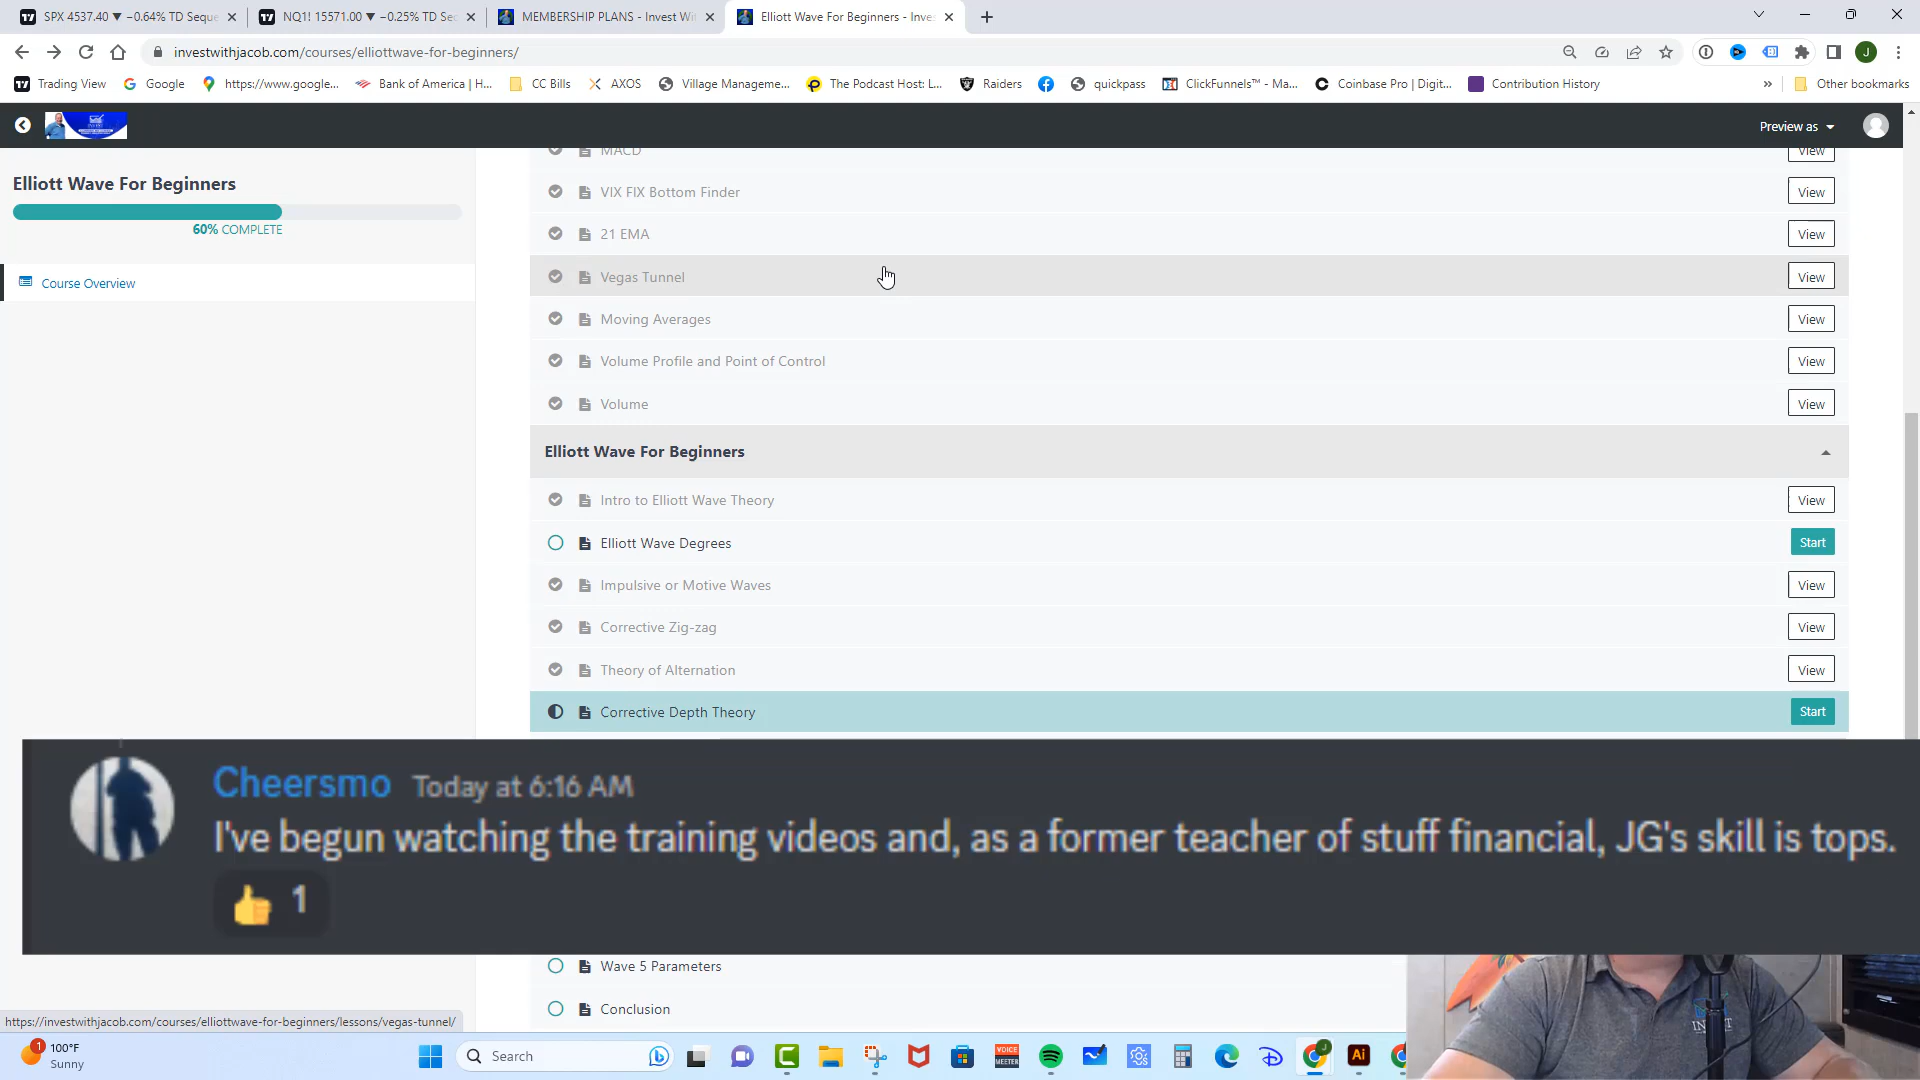 SPX 4537.40 ▼ −0.64% TD Seque
NQ1! 15571.00 ▼ −0.25% TD Se
MEMBERSHIP PLANS - Invest Wi
Elliott Wave For Beginners - Inve
investwithjacob.com/courses/elliottwave-for-beginners/
Trading View
Google
https://www.google...
Bank of America | H...
CC Bills
AXOS
Village Manageme...
The Podcast Host: L...
Raiders
quickpass
ClickFunnels™ - Ma...
Coinbase Pro | Digit...
Contribution History
»
Other bookmarks
Preview as
Elliott Wave For Beginners
60% COMPLETE
Course Overview
MACD View
VIX FIX Bottom Finder View
21 EMA View
Vegas Tunnel View
Moving Averages View
Volume Profile and Point of Control View
Volume View
Elliott Wave For Beginners
Intro to Elliott Wave Theory View
Elliott Wave Degrees Start
Impulsive or Motive Waves View
Corrective Zig-zag View
Theory of Alternation View
Corrective Depth Theory Start
Cheersmo Today at 6:16 AM
I've begun watching the training videos and, as a former teacher of stuff financial, JG's skill is tops.
👍 1
Wave 5 Parameters
Conclusion
https://investwithjacob.com/courses/elliottwave-for-beginners/lessons/vegas-tunnel/
1
100°F
Sunny
Search
VOICE
MEETER
Ai